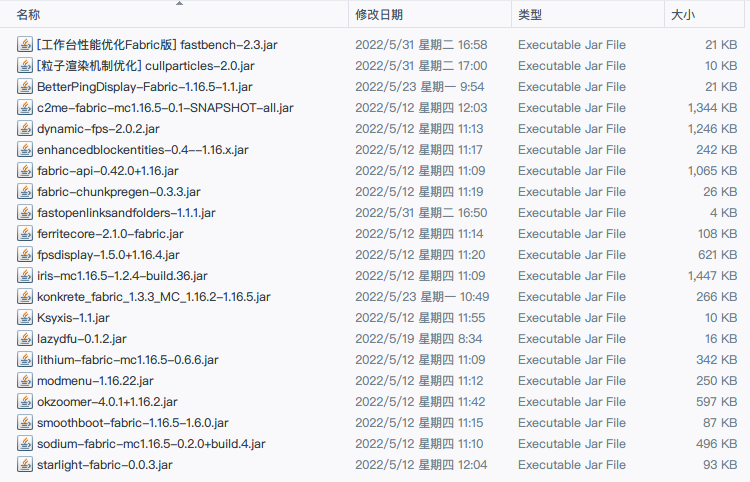 名称 修改日期 类型 大小
[工作台性能优化Fabric版] fastbench-2.3.jar 2022/5/31 星期二 16:58 Executable Jar File 21 KB
[粒子渲染机制优化] cullparticles-2.0.jar 2022/5/31 星期二 17:00 Executable Jar File 10 KB
BetterPingDisplay-Fabric-1.16.5-1.1.jar 2022/5/23 星期一 9:54 Executable Jar File 21 KB
c2me-fabric-mc1.16.5-0.1-SNAPSHOT-all.jar 2022/5/12 星期四 12:03 Executable Jar File 1,344 KB
dynamic-fps-2.0.2.jar 2022/5/12 星期四 11:13 Executable Jar File 1,246 KB
enhancedblockentities-0.4--1.16.x.jar 2022/5/12 星期四 11:17 Executable Jar File 242 KB
fabric-api-0.42.0+1.16.jar 2022/5/12 星期四 11:09 Executable Jar File 1,065 KB
fabric-chunkpregen-0.3.3.jar 2022/5/12 星期四 11:19 Executable Jar File 26 KB
fastopenlinksandfolders-1.1.1.jar 2022/5/31 星期二 16:50 Executable Jar File 4 KB
ferritecore-2.1.0-fabric.jar 2022/5/12 星期四 11:14 Executable Jar File 108 KB
fpsdisplay-1.5.0+1.16.4.jar 2022/5/12 星期四 11:20 Executable Jar File 621 KB
iris-mc1.16.5-1.2.4-build.36.jar 2022/5/12 星期四 11:09 Executable Jar File 1,447 KB
konkrete_fabric_1.3.3_MC_1.16.2-1.16.5.jar 2022/5/23 星期一 10:49 Executable Jar File 266 KB
Ksyxis-1.1.jar 2022/5/12 星期四 11:55 Executable Jar File 10 KB
lazydfu-0.1.2.jar 2022/5/19 星期四 8:34 Executable Jar File 16 KB
lithium-fabric-mc1.16.5-0.6.6.jar 2022/5/12 星期四 11:09 Executable Jar File 342 KB
modmenu-1.16.22.jar 2022/5/12 星期四 11:12 Executable Jar File 250 KB
okzoomer-4.0.1+1.16.2.jar 2022/5/12 星期四 11:42 Executable Jar File 597 KB
smoothboot-fabric-1.16.5-1.6.0.jar 2022/5/12 星期四 11:15 Executable Jar File 87 KB
sodium-fabric-mc1.16.5-0.2.0+build.4.jar 2022/5/12 星期四 11:10 Executable Jar File 496 KB
starlight-fabric-0.0.3.jar 2022/5/12 星期四 12:04 Executable Jar File 93 KB